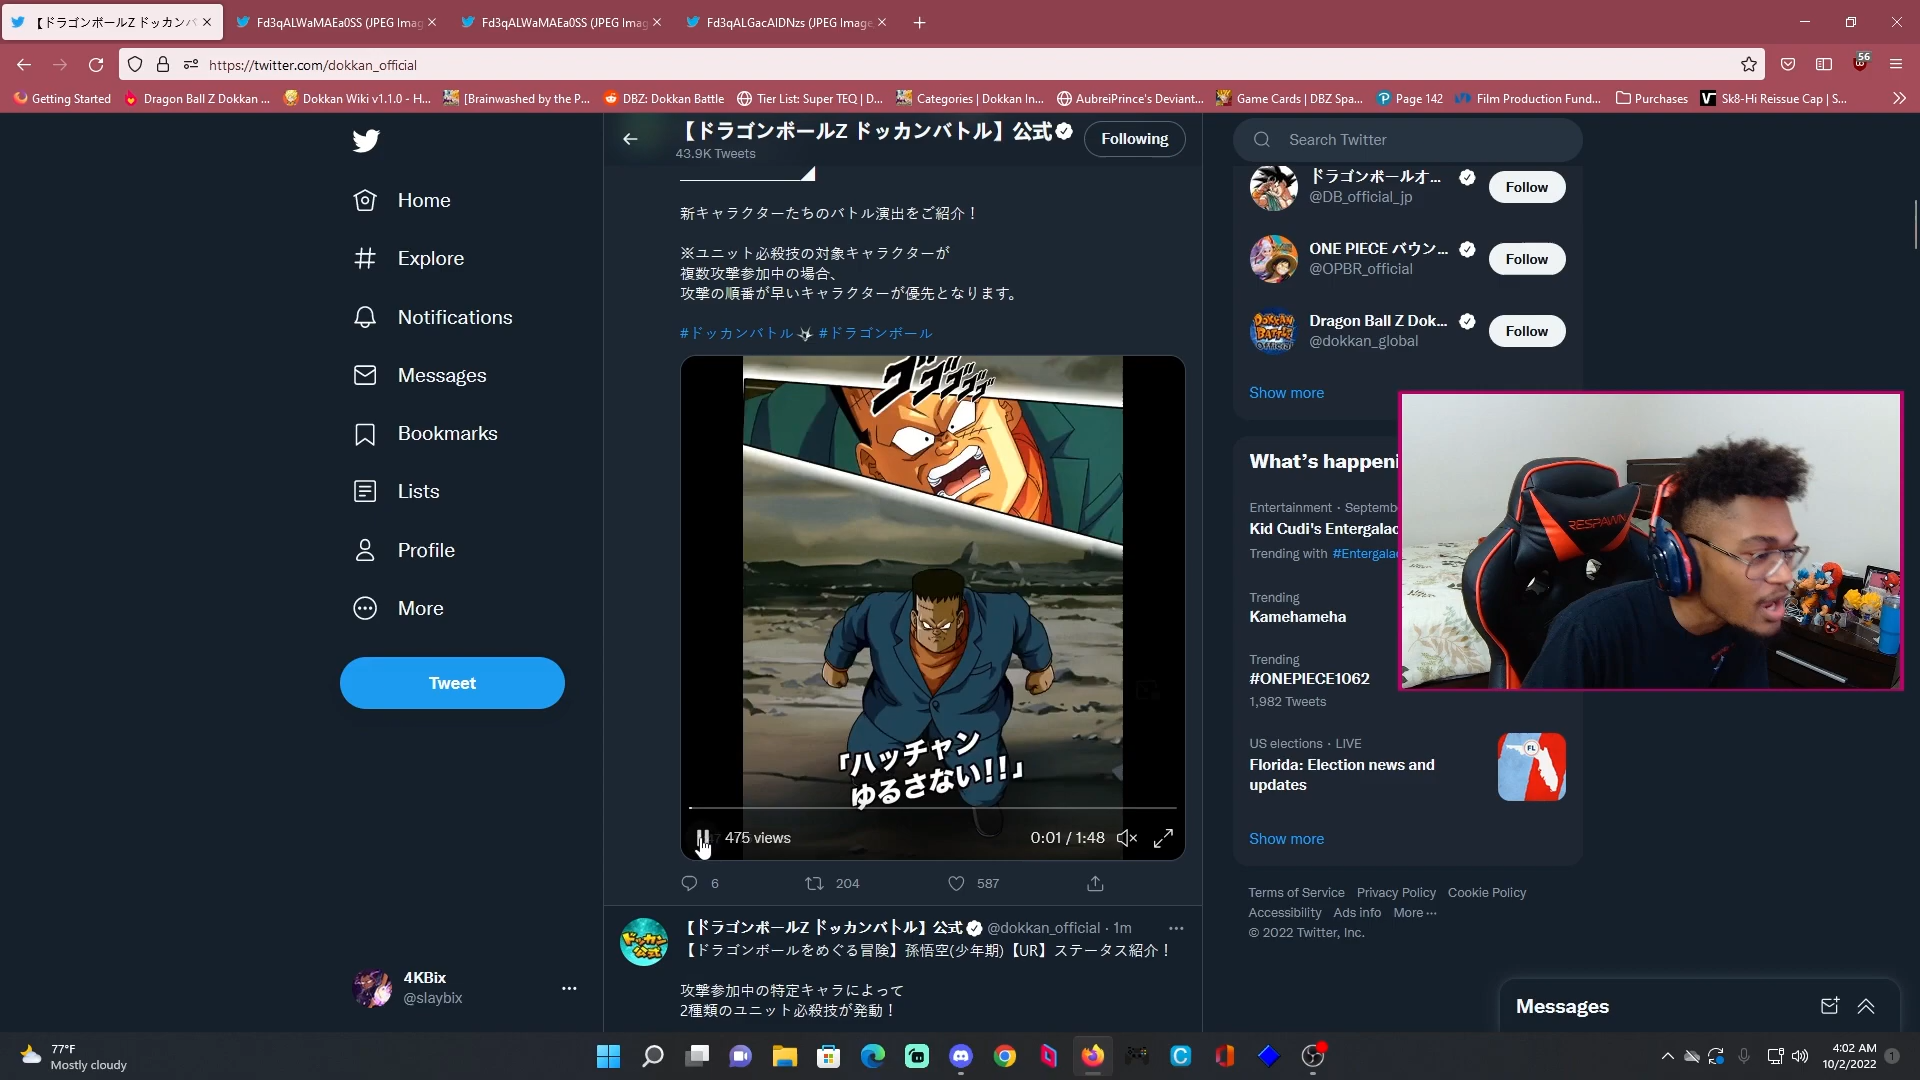 【ドラゴンボールZ ドッカンバ
Fd3qALWaMAEa0SS (JPEG Imag
Fd3qALWaMAEa0SS (JPEG Imag
Fd3qALGacAIDNzs (JPEG Image
https://twitter.com/dokkan_official
56
Getting Started
Dragon Ball Z Dokkan ...
Dokkan Wiki v1.1.0 - H...
[Brainwashed by the P...
DBZ: Dokkan Battle
Tier List: Super TEQ | D...
Categories | Dokkan In...
AubreiPrince's Deviant...
Game Cards | DBZ Spa...
Page 142
Film Production Fund...
Purchases
Sk8-Hi Reissue Cap | S...
Home
Explore
Notifications
Messages
Bookmarks
Lists
Profile
More
Tweet
4KBix
@slaybix
【ドラゴンボールZ ドッカンバトル】公式
43.9K Tweets
Following
新キャラクターたちのバトル演出をご紹介！
※ユニット必殺技の対象キャラクターが
複数攻撃参加中の場合、
攻撃の順番が早いキャラクターが優先となります。
#ドッカンバトル #ドラゴンボール
「ハッチャン
ゆるさない!!」
475 views
0:01 / 1:48
6
204
587
【ドラゴンボールZ ドッカンバトル】公式 @dokkan_official · 1m
【ドラゴンボールをめぐる冒険】孫悟空(少年期)【UR】ステータス紹介！
攻撃参加中の特定キャラによって
2種類のユニット必殺技が発動！
Search Twitter
ドラゴンボールオ...
@DB_official_jp
Follow
ONE PIECE バウン...
@OPBR_official
Follow
Dragon Ball Z Dok...
@dokkan_global
Follow
Show more
What's happeni
Entertainment · Septemb
Kid Cudi's Entergalac
Trending with #Entergalac
Trending
Kamehameha
Trending
#ONEPIECE1062
1,982 Tweets
US elections · LIVE
Florida: Election news and
updates
FL
Show more
RESPAWN
Terms of Service Privacy Policy Cookie Policy
Accessibility Ads info More ···
© 2022 Twitter, Inc.
Messages
77°F
Mostly cloudy
4:02 AM
10/2/2022
1